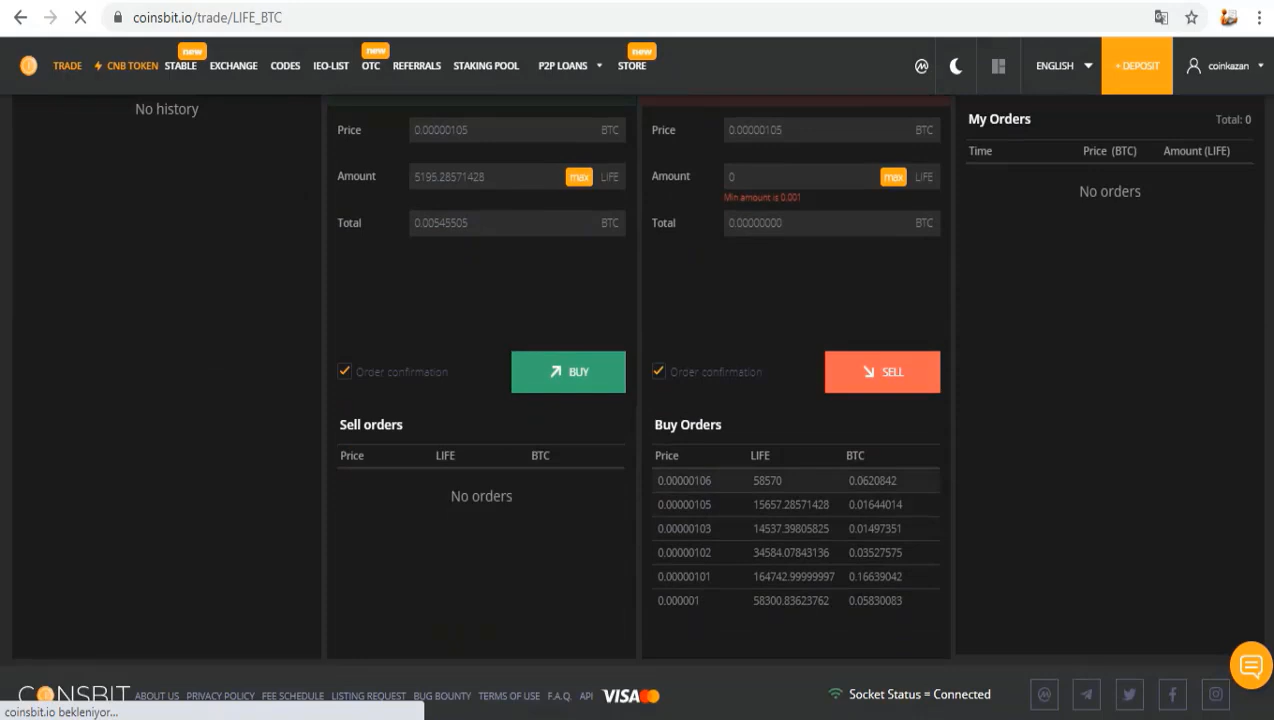 coinsbit.io/trade/LIFE_BTC
new new new
TRADE CNB TOKEN STABLE EXCHANGE CODES IEO-LIST OTC REFERRALS STAKING POOL P2P LOANS STORE ENGLISH + DEPOSIT coinkazan
No history
Price 0.00000105 BTC
Amount 5195.28571428 max LIFE
Total 0.00545505 BTC
Order confirmation BUY
Sell orders
Price LIFE BTC
No orders
Price 0.00000105 BTC
Amount 0 max LIFE
Min amount is 0.001
Total 0.00000000 BTC
Order confirmation SELL
Buy Orders
Price LIFE BTC
0.00000106 58570 0.0620842
0.00000105 15657.28571428 0.01644014
0.00000103 14537.39805825 0.01497351
0.00000102 34584.07843136 0.03527575
0.00000101 164742.99999997 0.16639042
0.000001 58300.83623762 0.05830083
My Orders Total: 0
Time Price (BTC) Amount (LIFE)
No orders
COINSBIT ABOUT US PRIVACY POLICY FEE SCHEDULE LISTING REQUEST BUG BOUNTY TERMS OF USE F.A.Q. API VISA Socket Status = Connected
coinsbit.io bekleniyor...